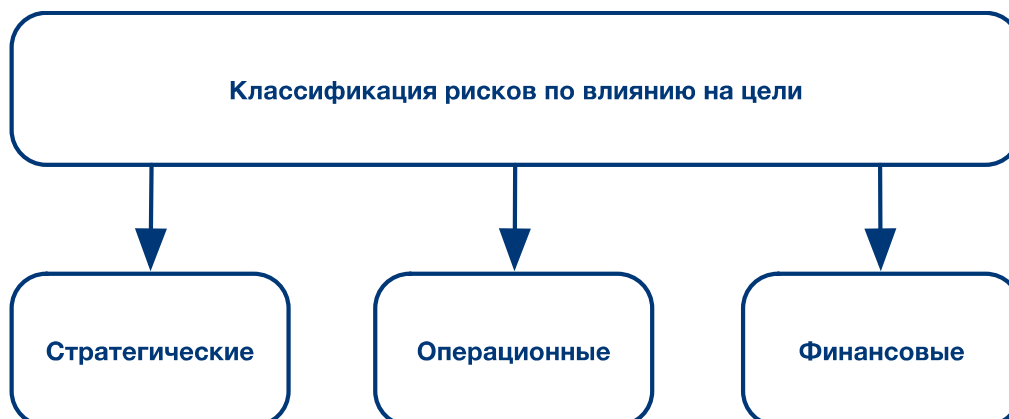 Классификация рисков по влиянию на цели
Стратегические
Операционные
Финансовые